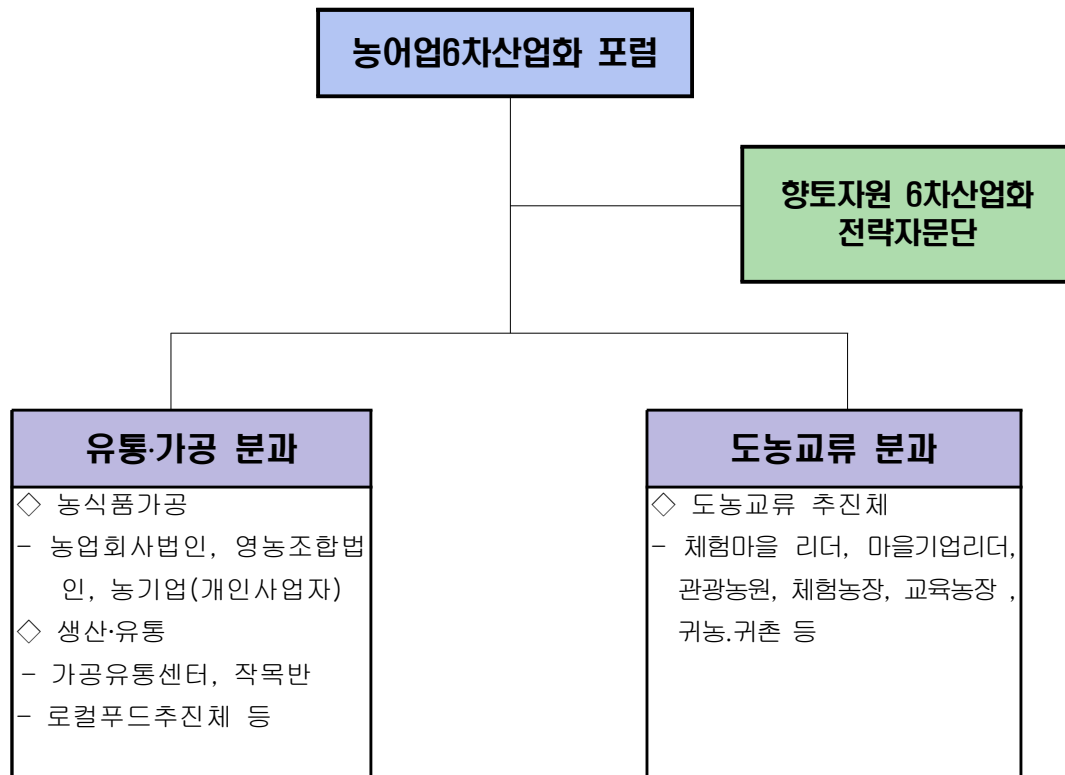 농어업6차산업화 포럼
향토자원 6차산업화
전략자문단
유통·가공 분과
◇ 농식품가공
- 농업회사법인, 영농조합법
인, 농기업(개인사업자)
◇ 생산·유통
- 가공유통센터, 작목반
- 로컬푸드추진체 등
도농교류 분과
◇ 도농교류 추진체
- 체험마을 리더, 마을기업리더,
관광농원, 체험농장, 교육농장 ,
귀농.귀촌 등